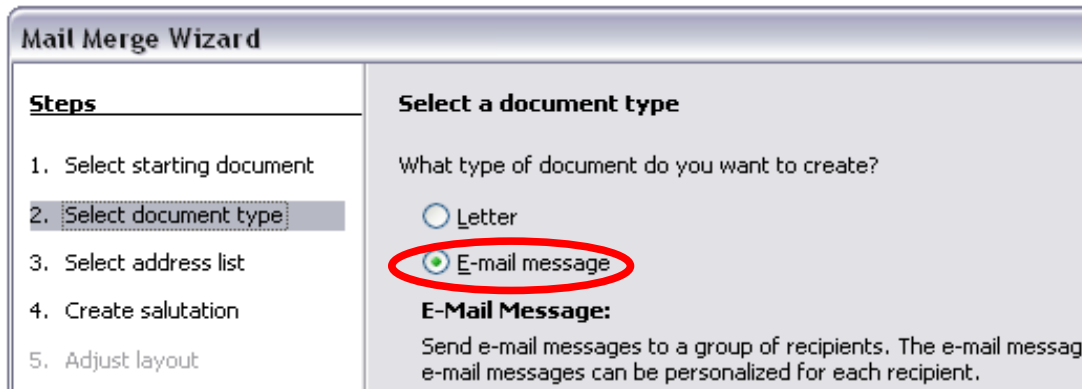 Mail Merge Wizard
Steps
1. Select starting document
2. Select document type
3. Select address list
4. Create salutation
5. Adjust layout
Select a document type
What type of document do you want to create?
Letter
E-mail message
E-Mail Message:
Send e-mail messages to a group of recipients. The e-mail messag
e-mail messages can be personalized for each recipient.